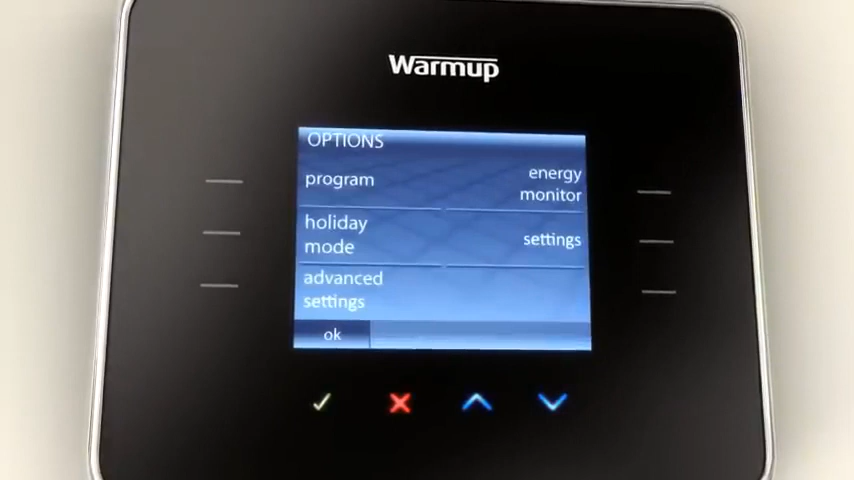 Warmup
OPTIONS
program
energy
monitor
holiday
mode
settings
advanced
settings
ok